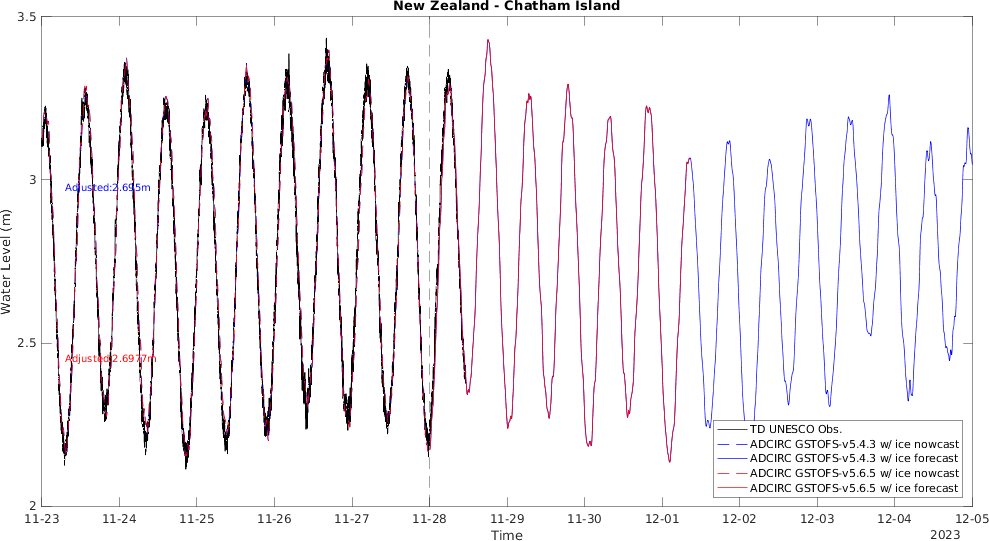 New Zealand - Chatham Island
3.5
3
2.5
2
Water Level (m)
Adjusted:2.695m
Adjusted:2.6977m
TD UNESCO Obs.
ADCIRC GSTOFS-v5.4.3 w/ ice nowcast
ADCIRC GSTOFS-v5.4.3 w/ ice forecast
ADCIRC GSTOFS-v5.6.5 w/ ice nowcast
ADCIRC GSTOFS-v5.6.5 w/ ice forecast
11-23 11-24 11-25 11-26 11-27 11-28 11-29 11-30 12-01 12-02 12-03 12-04 12-05
Time
2023